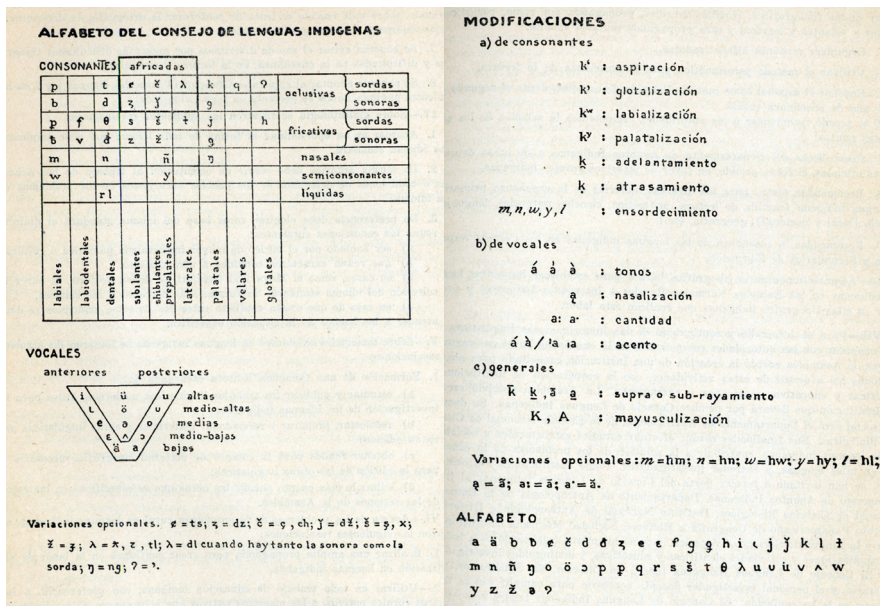 ALFABETO DEL CONSEJO DE LENGUAS INDIGENAS
CONSONANTES africadas
p t ȼ č λ k q ʔ oclusivas sordas
b d ʒ ǰ g sonoras
p f θ s š ł j h fricativas sordas
ƀ v đ z ž g sonoras
m n ñ ŋ nasales
w y semiconsonantes
r l líquidas
labiales
labiodentales
dentales
sibilantes
shibilantes prepalatales
laterales
palatales
velares
glotales
VOCALES
anteriores posteriores
i ü u altas
ɩ ö ᴜ medio-altas
e ə o medias
ɛ ʌ ɔ medio-bajas
ä a bajas
Variaciones opcionales. ȼ = ts; ʒ = dz; č = ç, ch; ǰ = dž; š = ş, x;
λ = dl cuando hay tanto la sonora como la
sorda; ŋ = ng; ʔ = ʼ.
MODIFICACIONES
a) de consonantes
kʻ : aspiración
kʼ : glotalización
kʷ : labialización
kʸ : palatalización
k̯ : adelantamiento
ḳ : atrasamiento
m, n, w, y, l : ensordecimiento
b) de vocales
á a̍ à : tonos
ą : nasalización
a: a· : cantidad
á à / ˈa ˌa : acento
c) generales
k̅ k̲, ā a̲ : supra o sub-rayamiento
K, A : mayusculización
Variaciones opcionales: m = hm; n = hn; w = hw; y = hy; l = hl;
ą = ã; a: = ā; a· = ā.
ALFABETO
a ä b ƀ ȼ č d đ ʒ e ɛ f g g h i ɩ j ǰ k l ł
m n ñ ŋ o ö ɔ p p q r s š t θ λ u ᴜ ü v ʌ w
y z ž ə ʔ